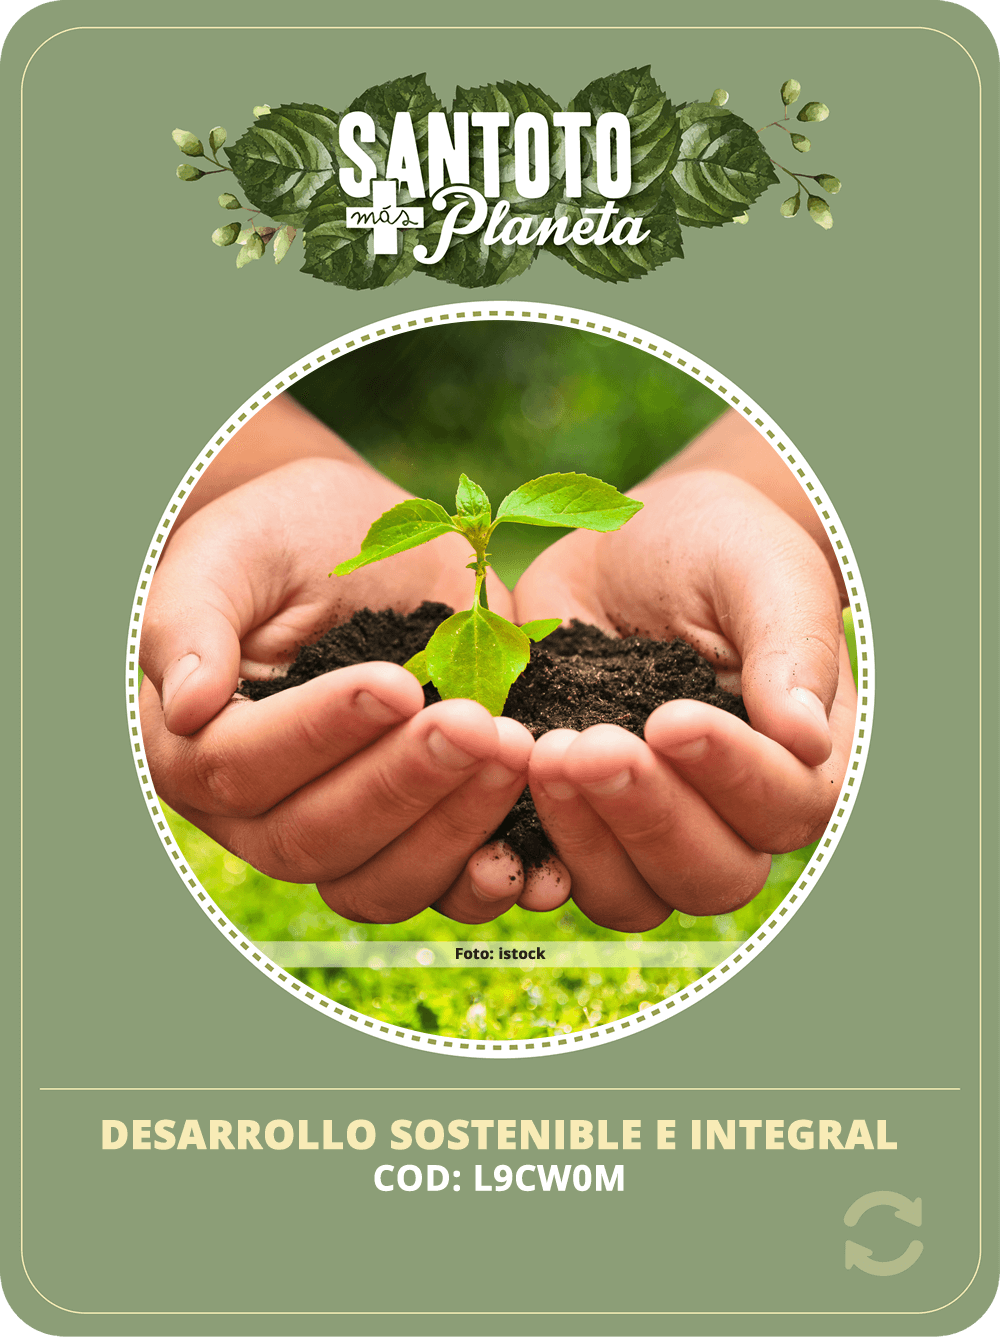 SANTOTO
más Planeta
Foto: istock
DESARROLLO SOSTENIBLE E INTEGRAL
COD: L9CW0M